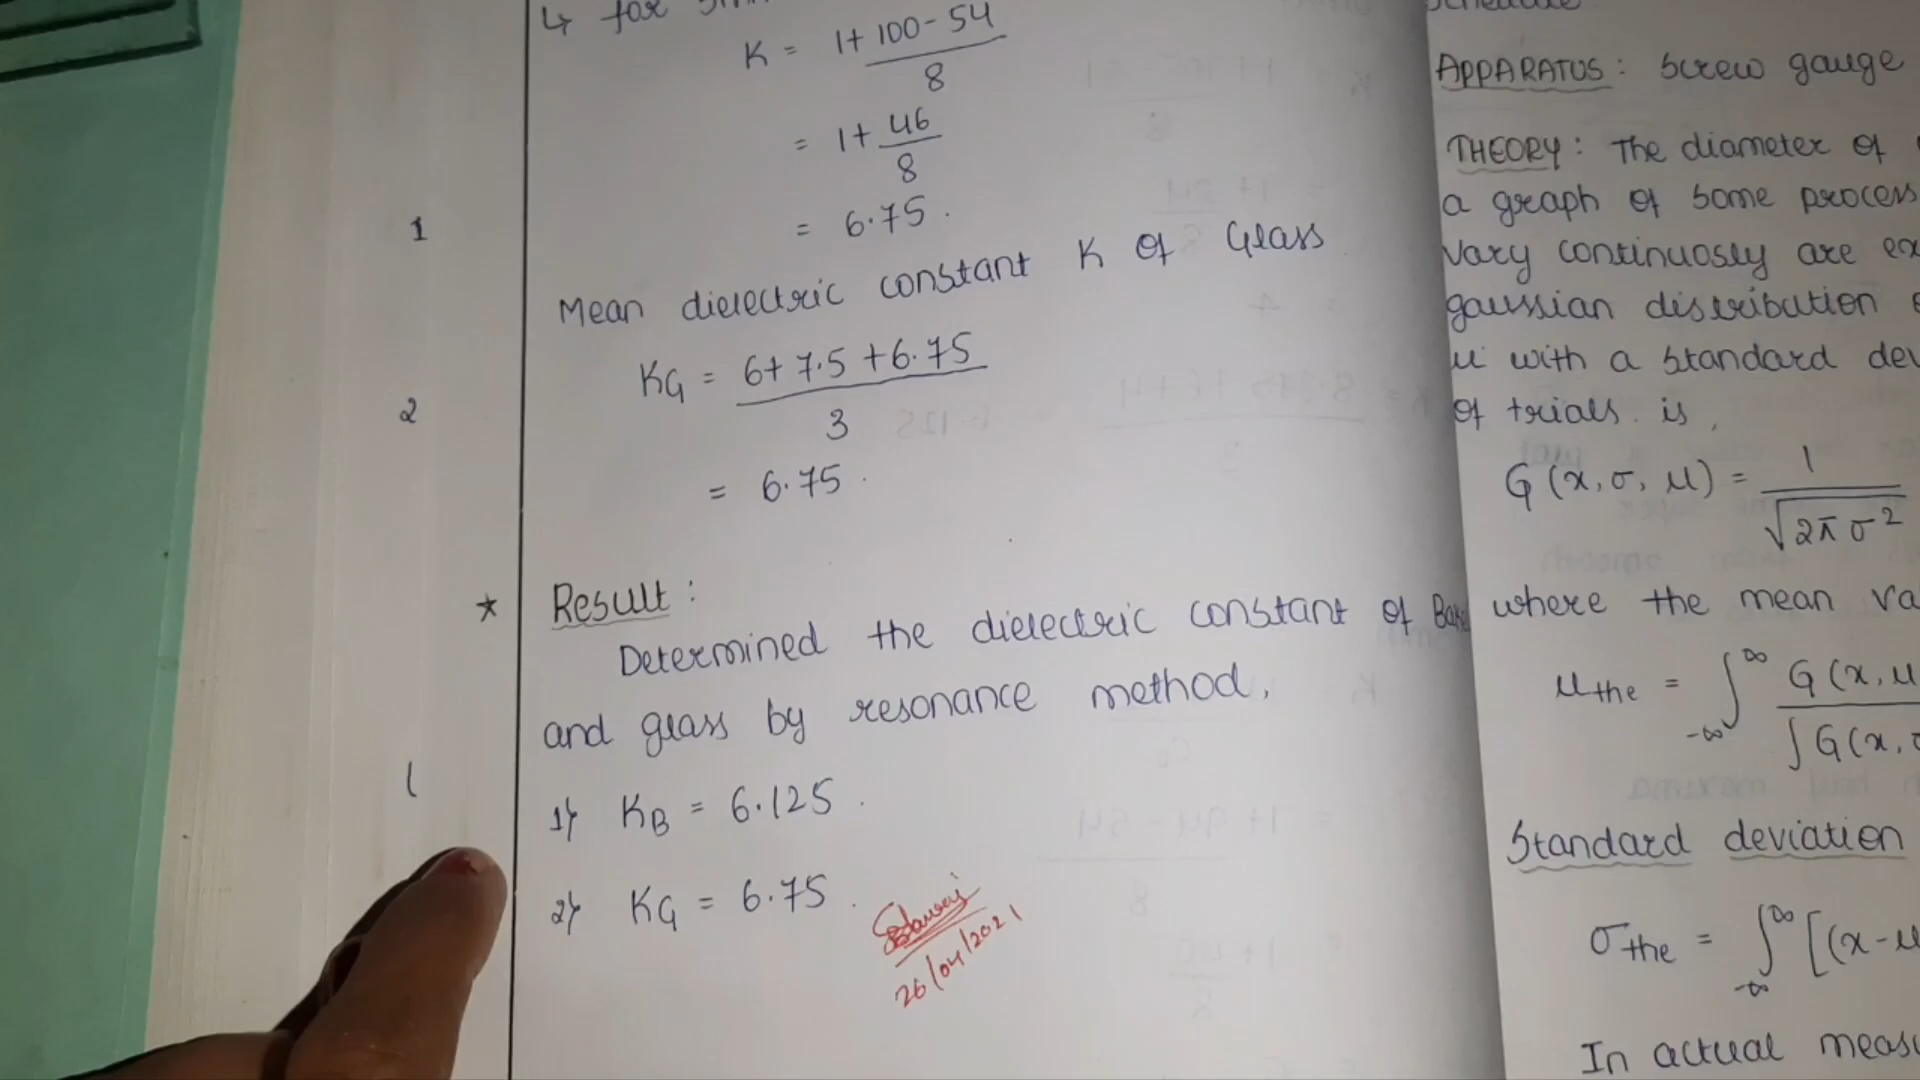 ↳ for
K = 1 + 100 - 54 / 8
= 1 + 46 / 8
= 6.75.
1
Mean dielectric constant K of Glass
KG = 6 + 7.5 + 6.75 / 3
2
= 6.75.
* Result:
Determined the dielectric constant of
and glass by resonance method,
1) KB = 6.125.
1
2) KG = 6.75.
26/04/2021
APPARATUS: Screw gauge
THEORY: The diameter of
a graph of some process
vary continuosly are
gaussian distribution
μ with a standard
of trials is,
G(x, σ, μ) = 1 / √2πσ²
where the mean
μthe = ∫ ∞ -∞ G(x, μ / ∫G(x,
Standard deviation
σthe = ∫ ∞ -∞ [(x-μ
In actual